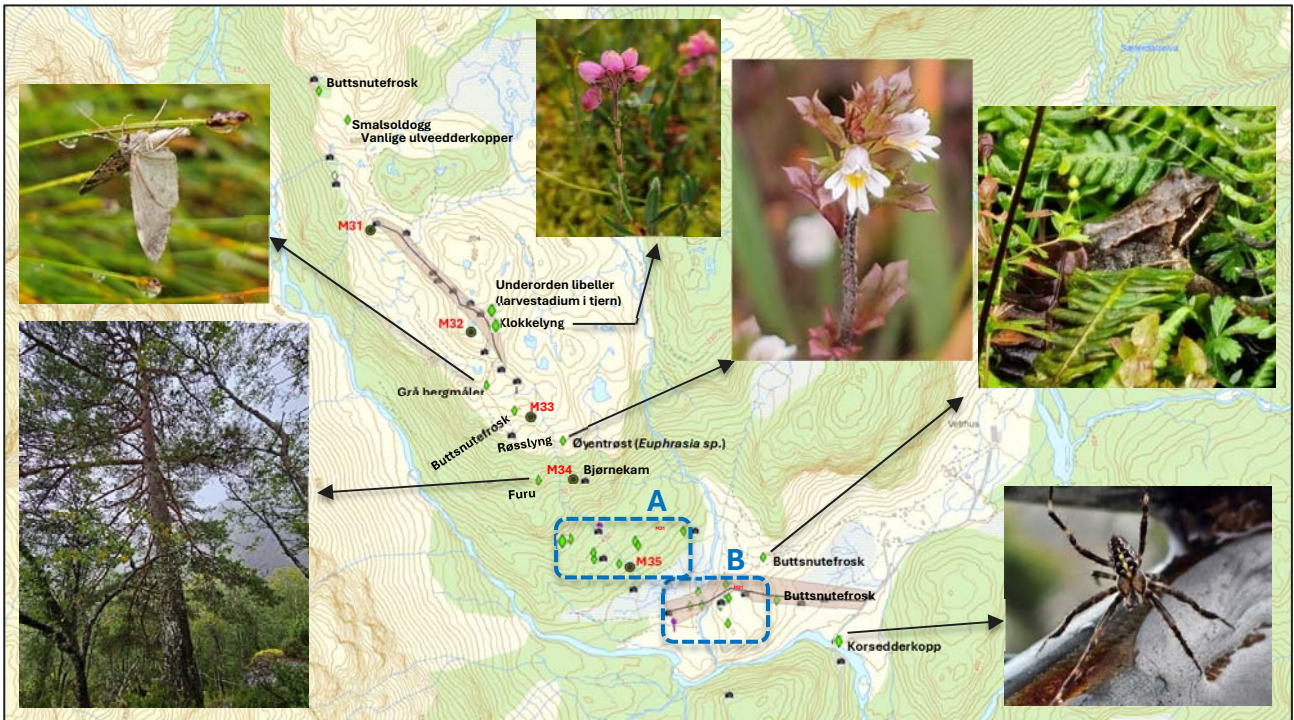 Sæterdalselva
Buttsnutefrosk
Smalsoldogg
Vanlige ulveedderkopper
M31
Underorden libeller
(larvestadium i tjern)
M32
Klokkelyng
Grå bergmåler
M33
Buttsnutefrosk
Røsslyng
Øyentrøst (Euphrasia sp.)
M34
Bjørnekam
Furu
A
M35
B
Buttsnutefrosk
Buttsnutefrosk
Korsedderkopp